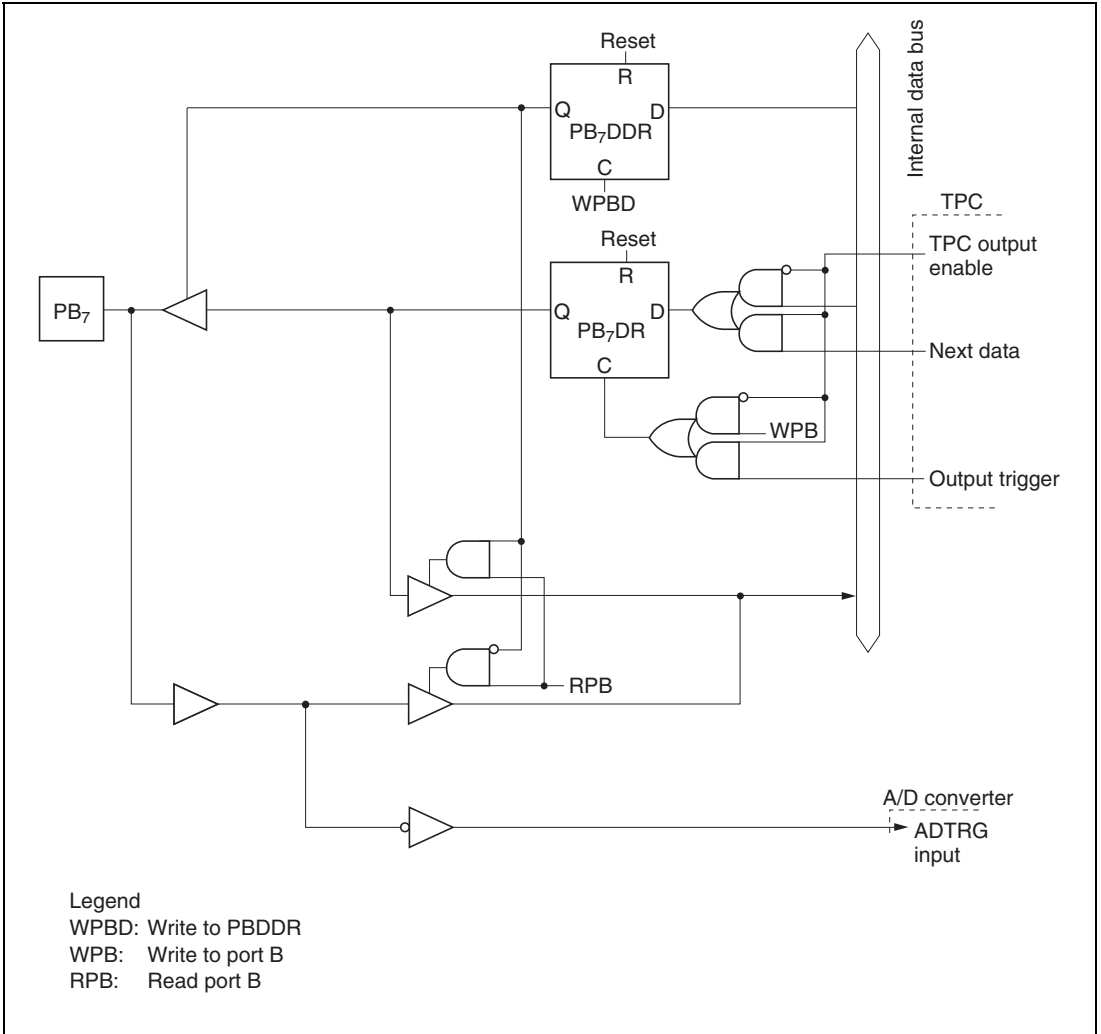 Reset
R
Q
D
PB7DDR
C
WPBD
Internal data bus
TPC
TPC output
enable
Reset
R
PB7
Q
D
PB7DR
C
Next data
WPB
Output trigger
RPB
A/D converter
ADTRG
input
Legend
WPBD: Write to PBDDR
WPB: Write to port B
RPB: Read port B